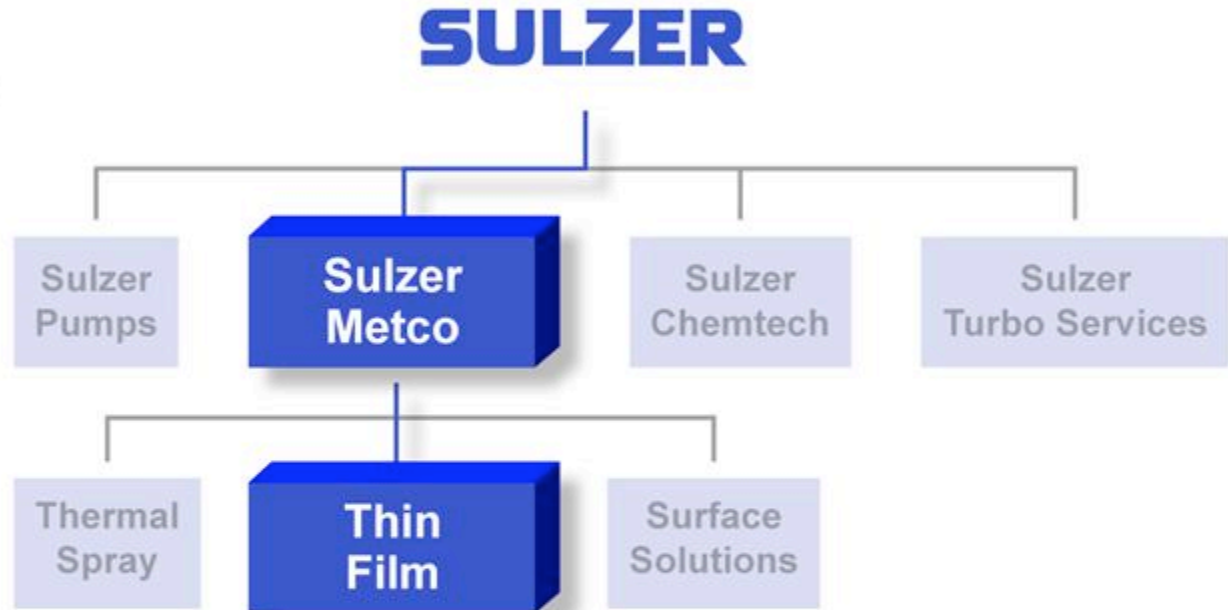 SULZER
Sulzer
Pumps
Sulzer
Metco
Sulzer
Chemtech
Sulzer
Turbo Services
Thermal
Spray
Thin
Film
Surface
Solutions